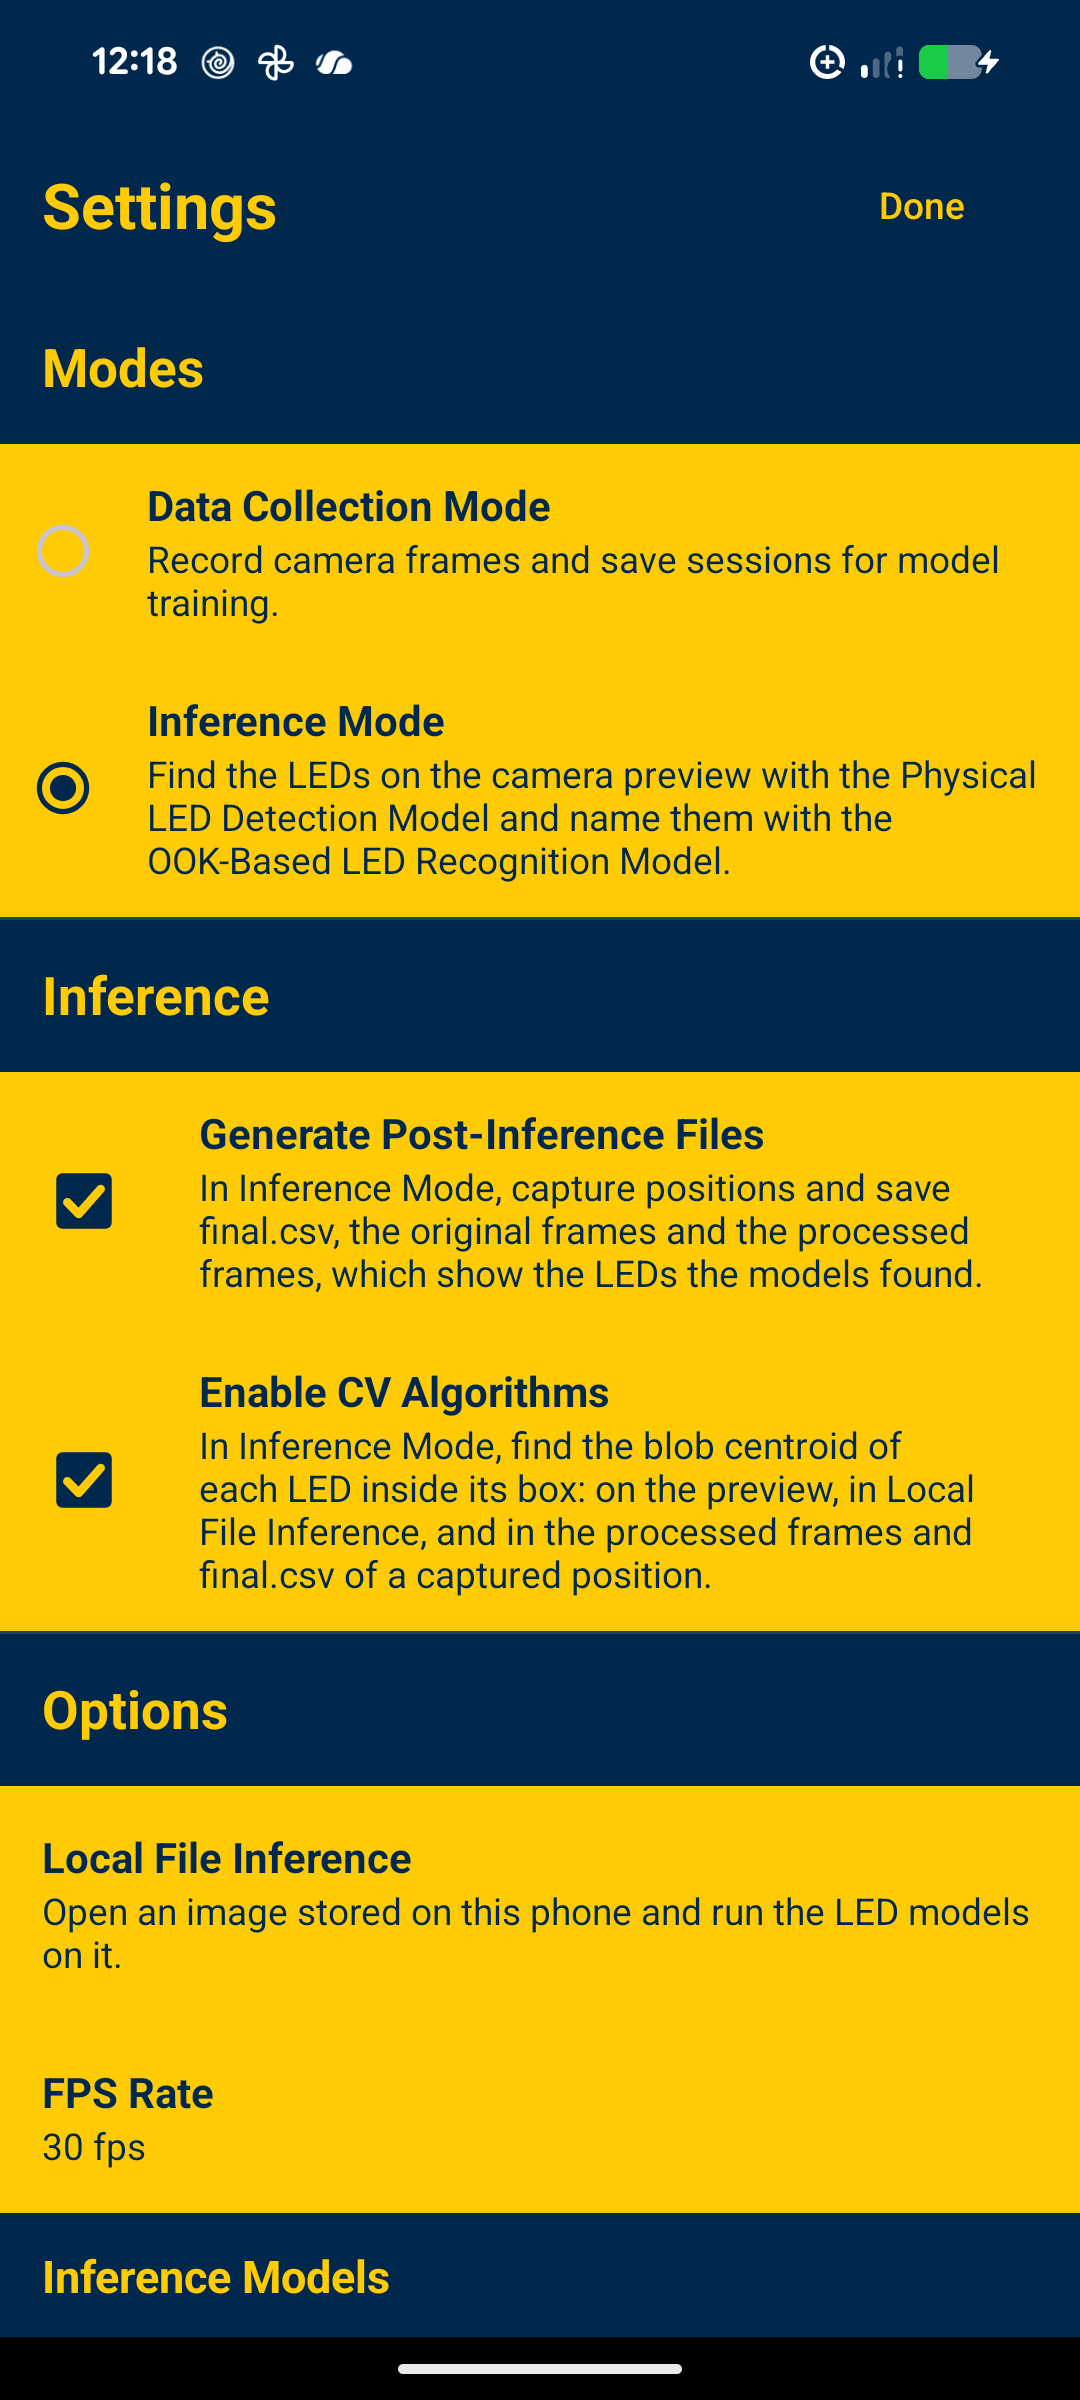 12:18
Settings
Done
Modes
Data Collection Mode
Record camera frames and save sessions for model
training.
Inference Mode
Find the LEDs on the camera preview with the Physical
LED Detection Model and name them with the
OOK-Based LED Recognition Model.
Inference
Generate Post-Inference Files
In Inference Mode, capture positions and save
final.csv, the original frames and the processed
frames, which show the LEDs the models found.
Enable CV Algorithms
In Inference Mode, find the blob centroid of
each LED inside its box: on the preview, in Local
File Inference, and in the processed frames and
final.csv of a captured position.
Options
Local File Inference
Open an image stored on this phone and run the LED models
on it.
FPS Rate
30 fps
Inference Models